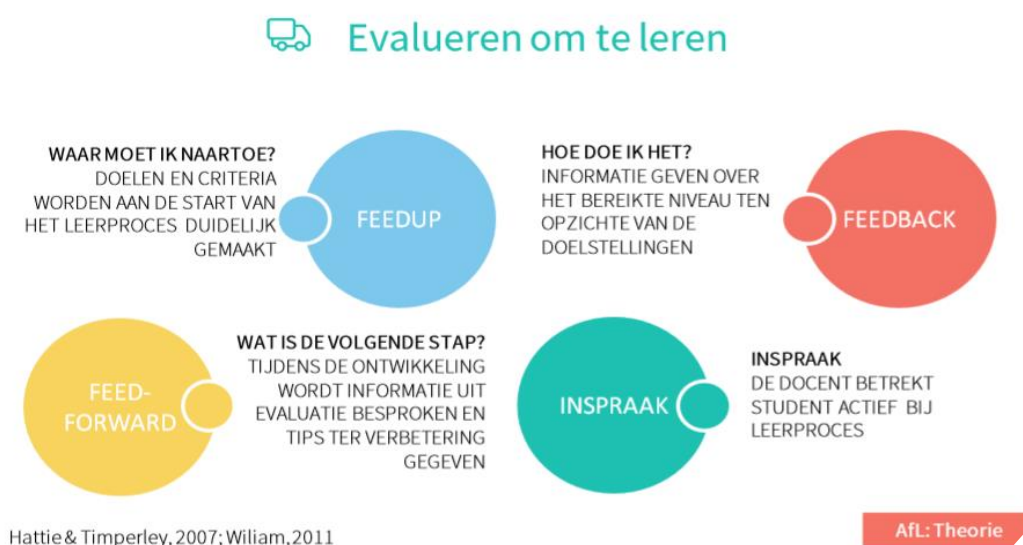 Evalueren om te leren
WAAR MOET IK NAARTOE?
DOELEN EN CRITERIA
WORDEN AAN DE START VAN
HET LEERPROCES DUIDELIJK
GEMAAKT
FEEDUP
HOE DOE IK HET?
INFORMATIE GEVEN OVER
HET BEREIKTE NIVEAU TEN
OPZICHTE VAN DE
DOELSTELLINGEN
FEEDBACK
FEED-
FORWARD
WAT IS DE VOLGENDE STAP?
TIJDENS DE ONTWIKKELING
WORDT INFORMATIE UIT
EVALUATIE BESPROKEN EN
TIPS TER VERBETERING
GEGEVEN
INSPRAAK
INSPRAAK
DE DOCENT BETREKT
STUDENT ACTIEF BIJ
LEERPROCES
Hattie & Timperley, 2007; Wiliam, 2011
AfL: Theorie